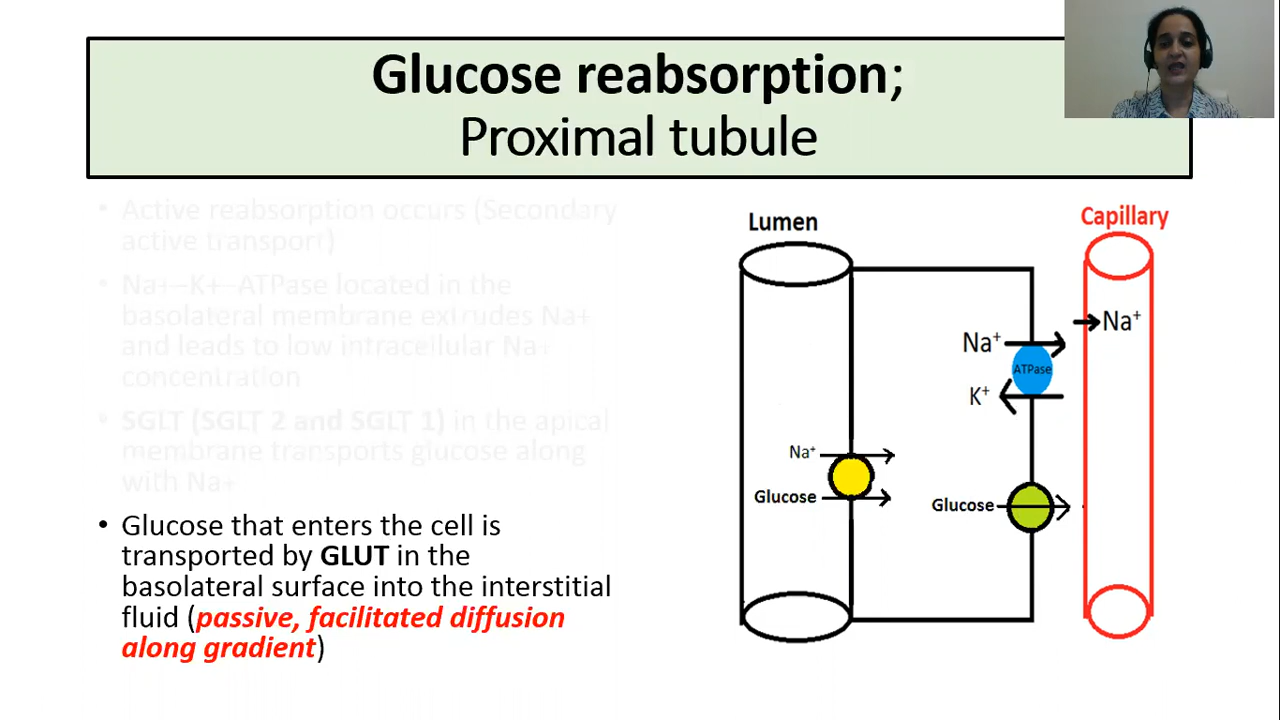 Glucose reabsorption;
Proximal tubule
• Active reabsorption occurs (Secondary
active transport)
• Na+–K+–ATPase located in the
basolateral membrane extrudes Na+
and leads to low intracellular Na+
concentration
• SGLT (SGLT 2 and SGLT 1) in the apical
membrane transports glucose along
with Na+
• Glucose that enters the cell is
transported by GLUT in the
basolateral surface into the interstitial
fluid (passive, facilitated diffusion
along gradient)
Lumen
Capillary
Na⁺
Na⁺
ATPase
K⁺
Na⁺
Glucose
Glucose